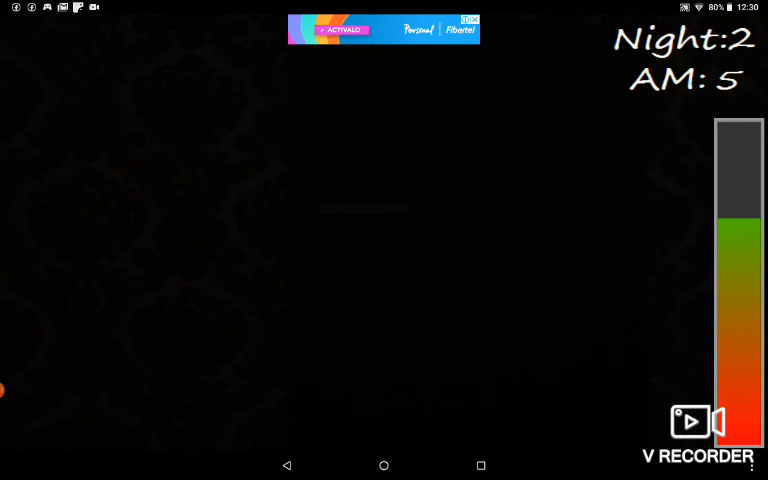 80% 12:30
ACTIVALO
Personal | Fibertel
Night:2
AM: 5
V RECORDER